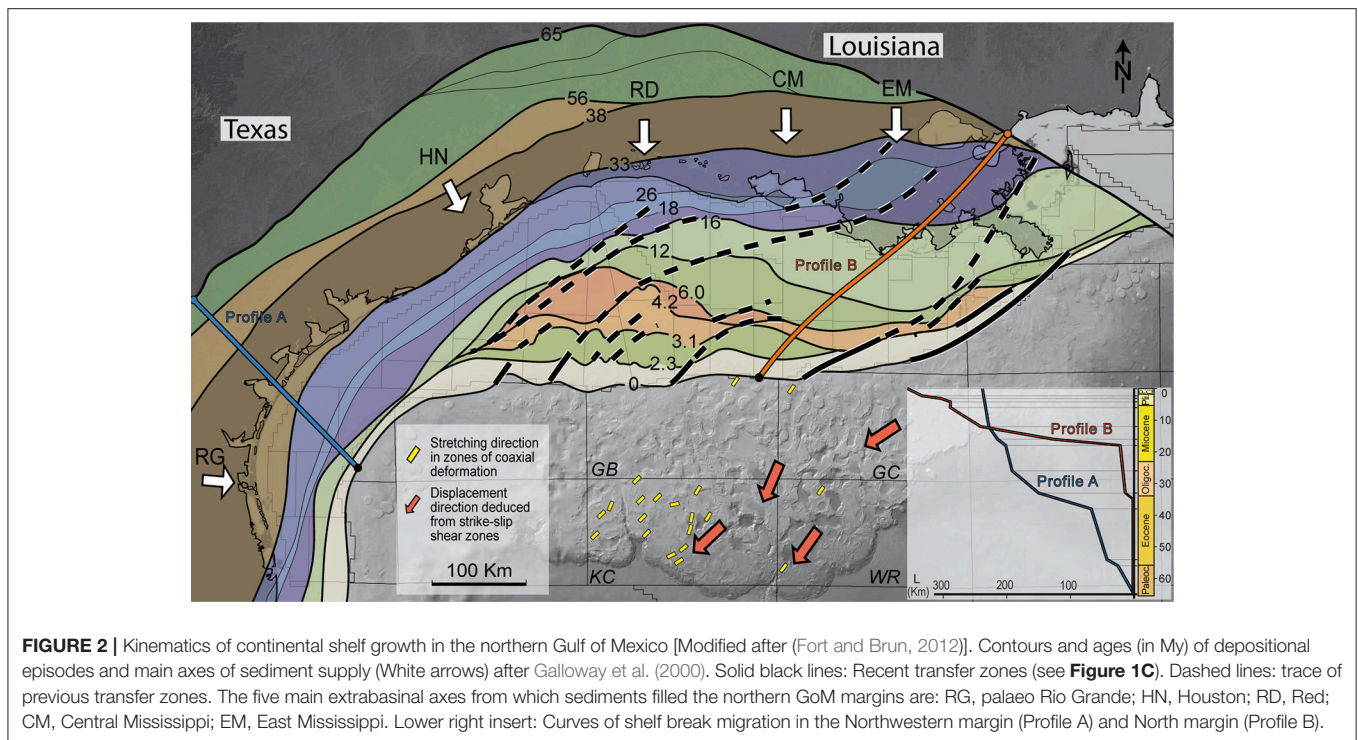 65
Louisiana
N
56
RD
CM
EM
38
Texas
HN
33
26
18
16
12
Profile B
6.0
4.2
Profile A
3.1
2.3
0
RG
Stretching direction
in zones of coaxial
deformation
Displacement
direction deduced
from strike-slip
shear zones
100 Km
GB
GC
KC
WR
Profile B
Profile A
0
10
20
30
40
50
60
Pli.
Miocene
Oligoc.
Eocene
Paleoc.
L
(Km)
300
200
100
FIGURE 2 | Kinematics of continental shelf growth in the northern Gulf of Mexico [Modified after (Fort and Brun, 2012)]. Contours and ages (in My) of depositional
episodes and main axes of sediment supply (White arrows) after Galloway et al. (2000). Solid black lines: Recent transfer zones (see Figure 1C). Dashed lines: trace of
previous transfer zones. The five main extrabasinal axes from which sediments filled the northern GoM margins are: RG, palaeo Rio Grande; HN, Houston; RD, Red;
CM, Central Mississippi; EM, East Mississippi. Lower right insert: Curves of shelf break migration in the Northwestern margin (Profile A) and North margin (Profile B).